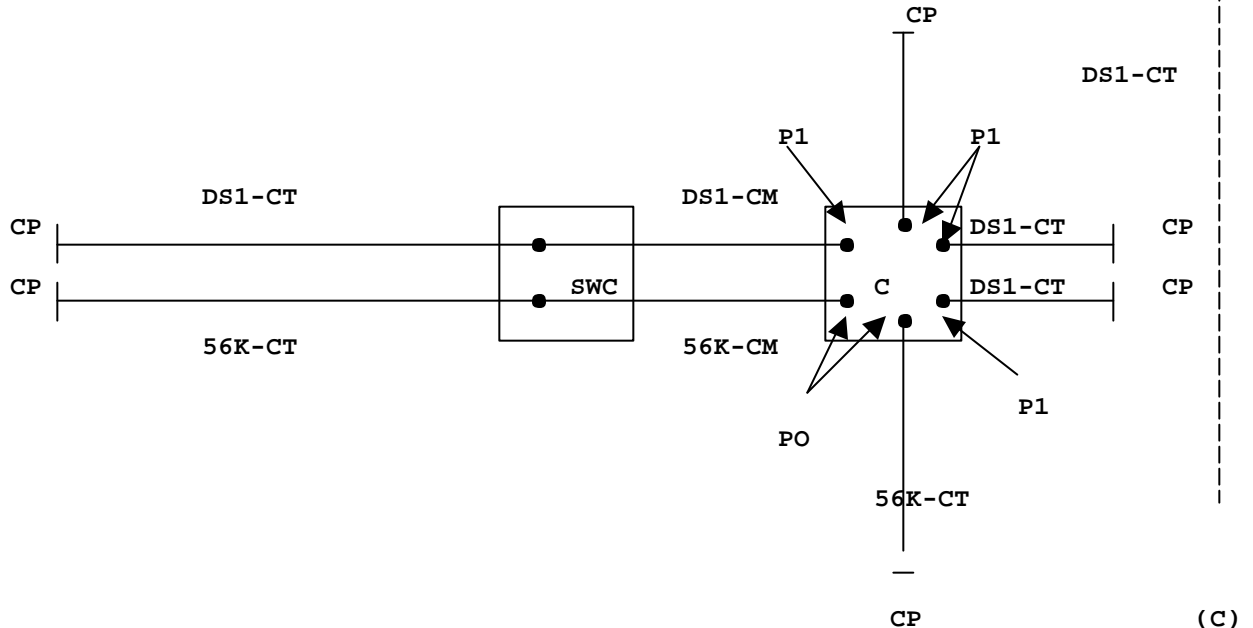 CP
DS1-CT
P1 P1
DS1-CT DS1-CM
CP DS1-CT CP
CP SWC C DS1-CT CP
56K-CT 56K-CM
P1
PO
56K-CT
CP (C)